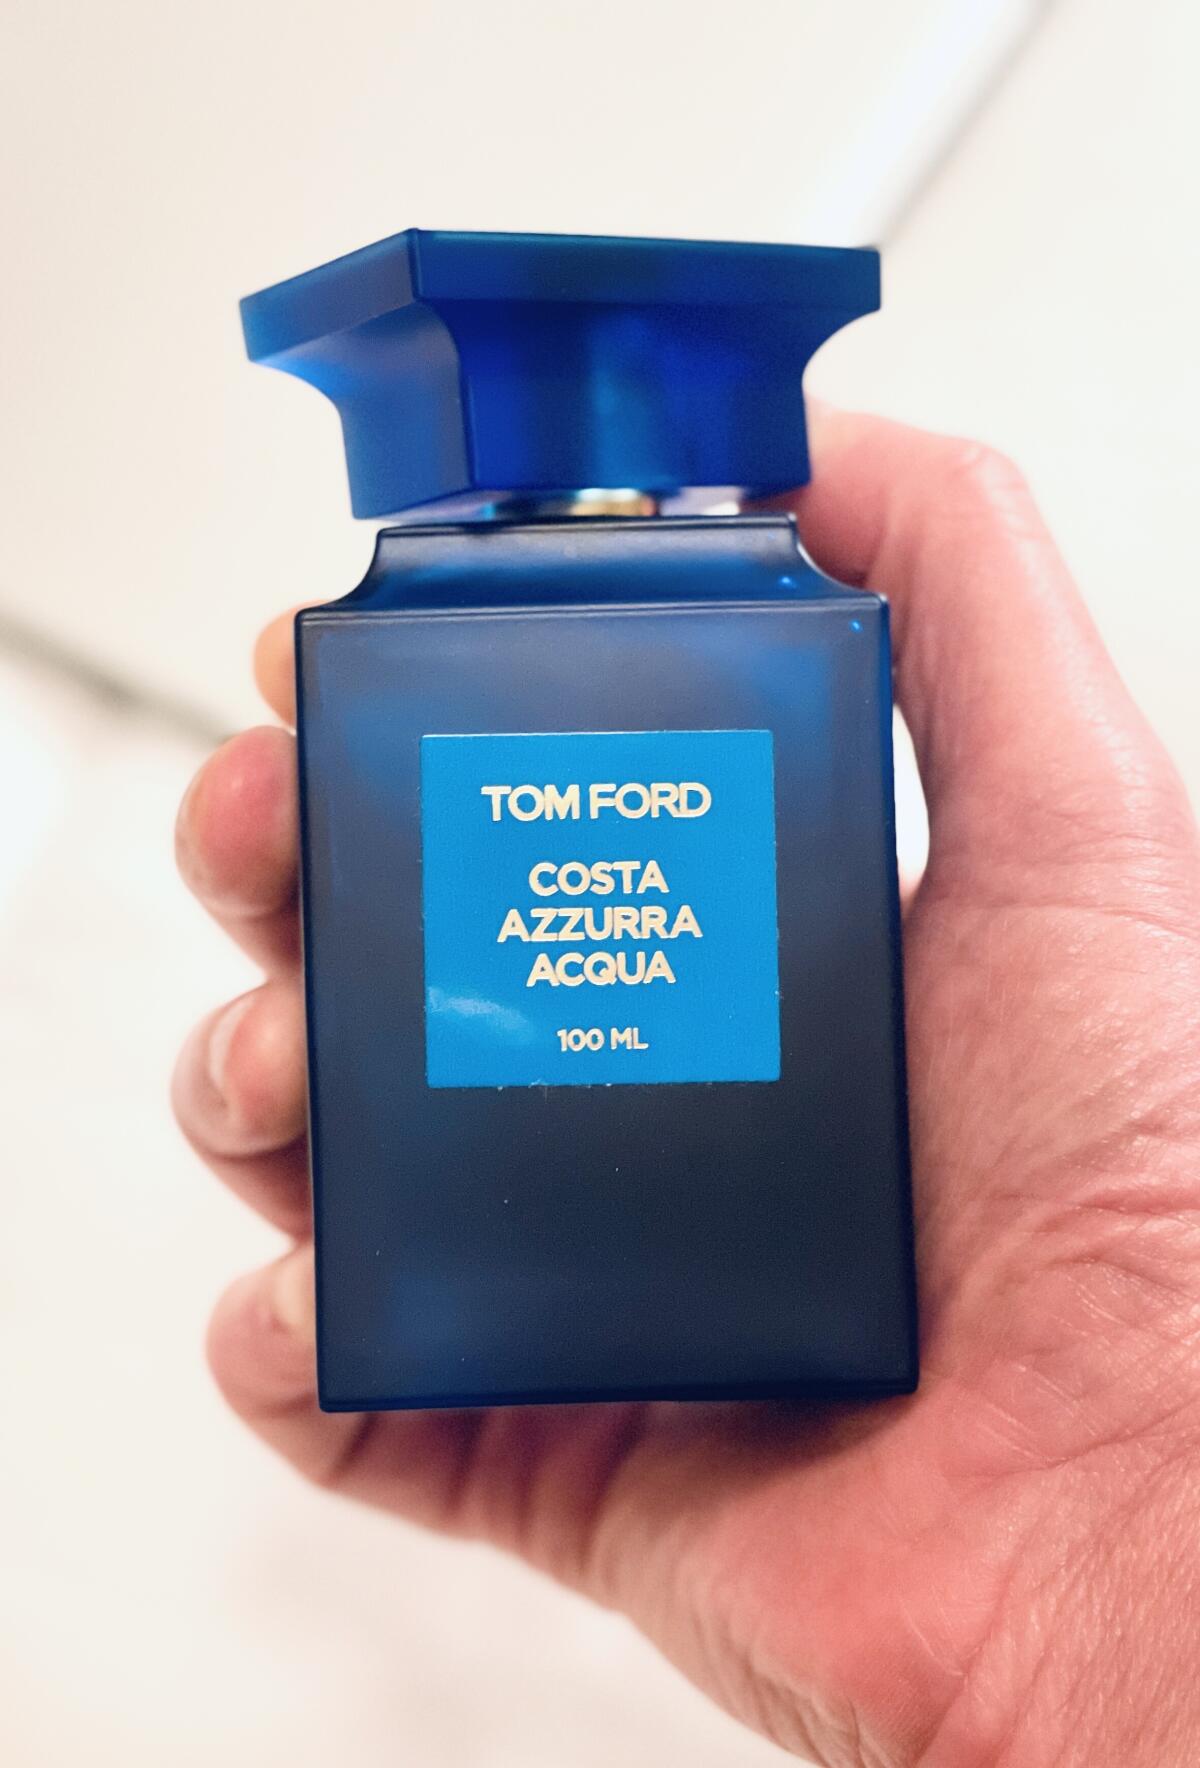 TOM FORD
COSTA
AZZURRA
ACQUA
100 ML